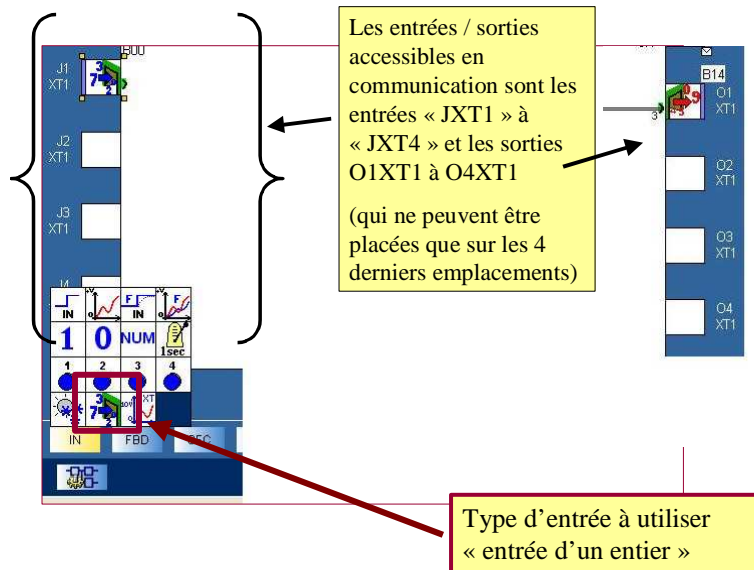 B00
J1
XT1
J2
XT1
J3
XT1
Les entrées / sorties
accessibles en
communication sont les
entrées « JXT1 » à
« JXT4 » et les sorties
O1XT1 à O4XT1
(qui ne peuvent être
placées que sur les 4
derniers emplacements)
B14
3
O1
XT1
O2
XT1
O3
XT1
O4
XT1
IN
F
IN
F
1
0
NUM
1sec
1
2
3
4
XT
IN
FBD
Type d'entrée à utiliser
« entrée d'un entier »